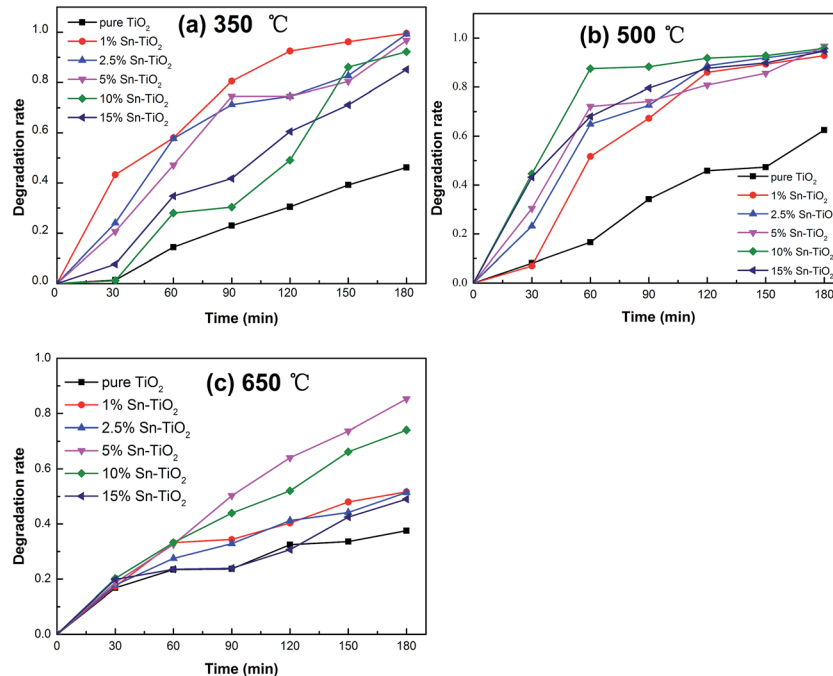 (a) 350 ℃
pure TiO₂
1% Sn-TiO₂
2.5% Sn-TiO₂
5% Sn-TiO₂
10% Sn-TiO₂
15% Sn-TiO₂
Degradation rate
1.0
0.8
0.6
0.4
0.2
0.0
0 30 60 90 120 150 180
Time (min)
(b) 500 ℃
Degradation rate
1.0
0.8
0.6
0.4
0.2
0.0
pure TiO₂
1% Sn-TiO₂
2.5% Sn-TiO
5% Sn-TiO₂
10% Sn-TiO₂
15% Sn-TiO₂
0 30 60 90 120 150 180
Time (min)
(c) 650 ℃
pure TiO₂
1% Sn-TiO₂
2.5% Sn-TiO₂
5% Sn-TiO₂
10% Sn-TiO₂
15% Sn-TiO₂
Degradation rate
1.0
0.8
0.6
0.4
0.2
0.0
0 30 60 90 120 150 180
Time (min)